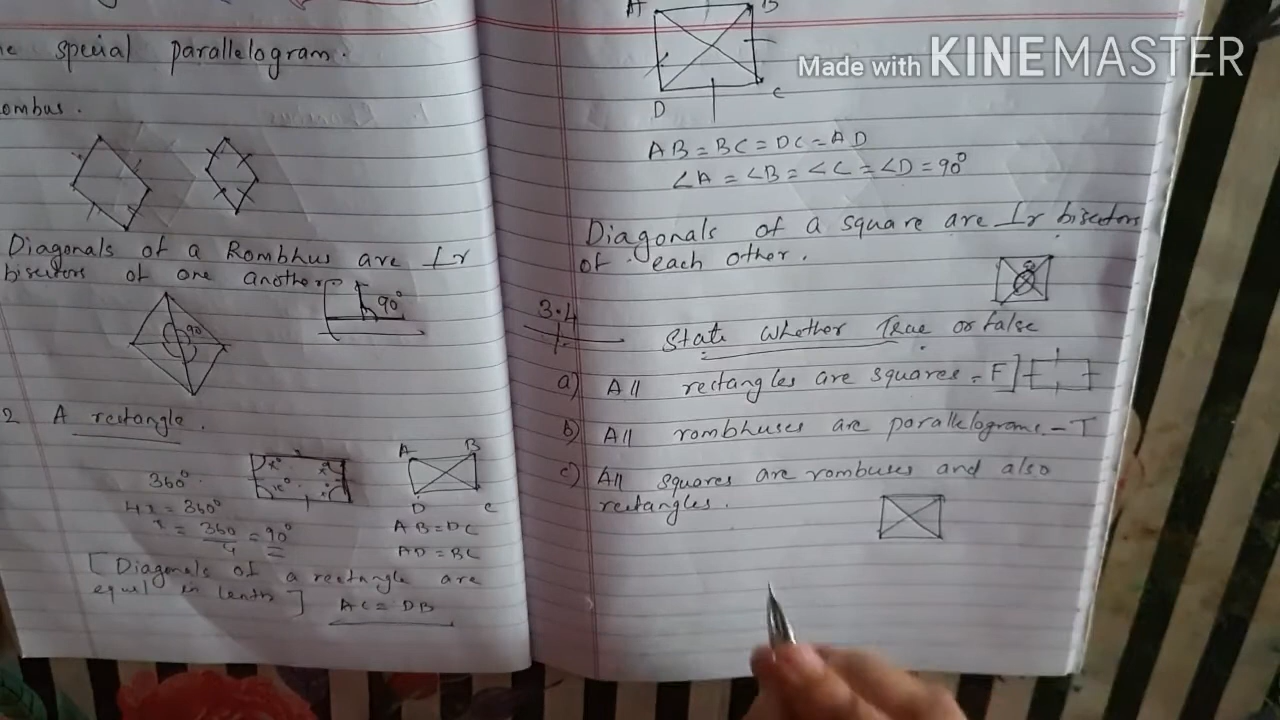 special parallelogram.
ombus.
Diagonals of a Rombhus are ⊥r
bisectors of one another
90°
90°
2 A rectangle.
A B
D C
360°
4x = 360°
x = 360/4 = 90°
AB = DC
AD = BC
[Diagonals of a rectangle are
equal in lenth]
AC = DB
A B
D C
Made with KINEMASTER
AB = BC = DC = AD
∠A = ∠B = ∠C = ∠D = 90°
Diagonals of a square are ⊥r bisectors
of each other.
3.4
State whether True or false
a) All rectangles are squares - F]
b) All rombhuses are parallelograms - T
c) All squares are rombuses and also
rectangles.